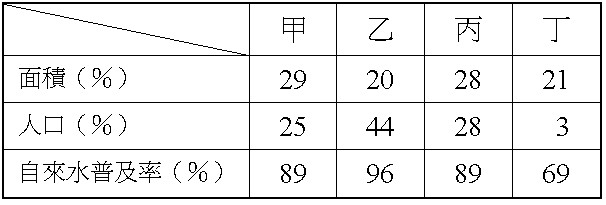 甲 乙 丙 丁
面積(%) 29 20 28 21
人口(%) 25 44 28 3
自來水普及率(%) 89 96 89 69